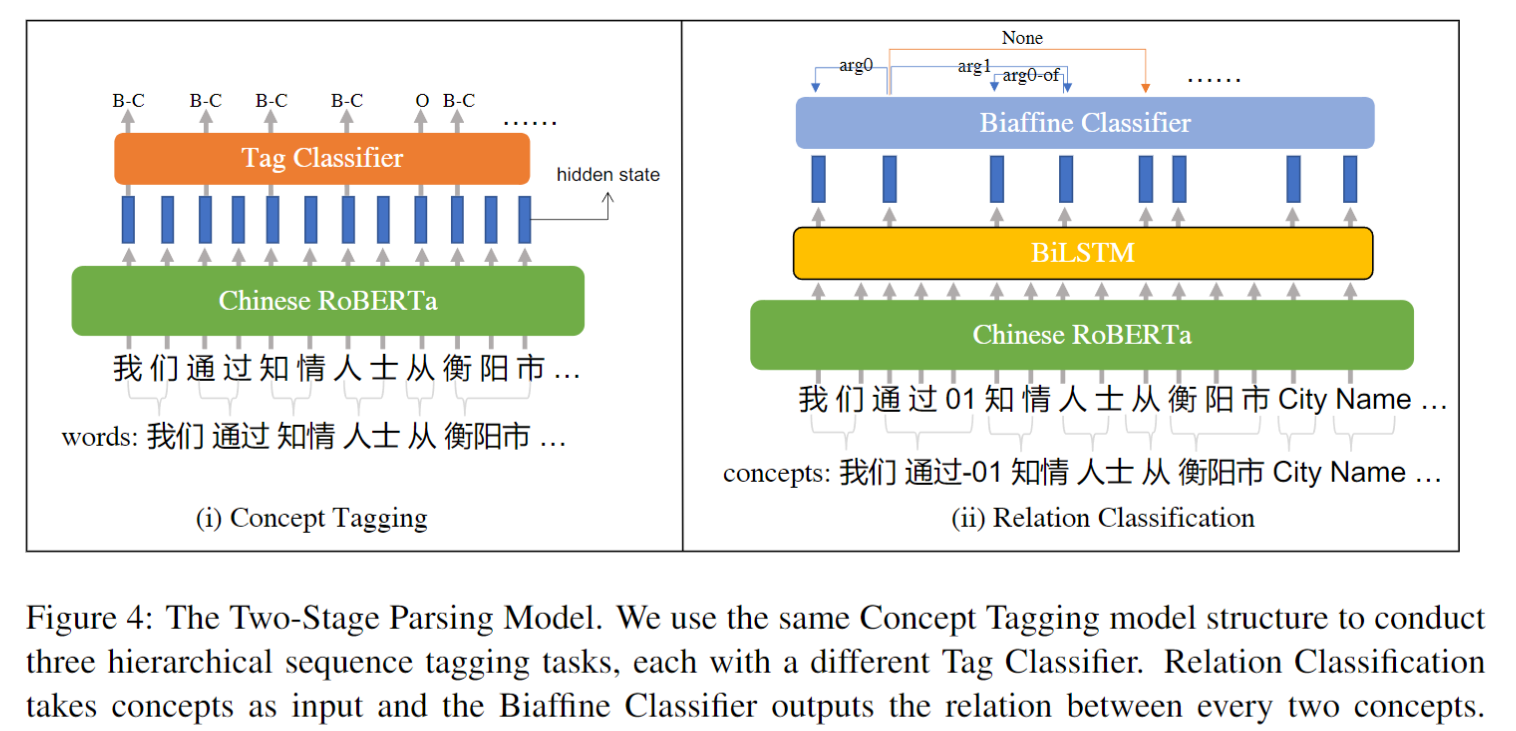 B-C B-C B-C B-C O B-C ……
Tag Classifier
hidden state
Chinese RoBERTa
我 们 通 过 知 情 人 士 从 衡 阳 市 …
words: 我们 通过 知情 人士 从 衡阳市 …
(i) Concept Tagging
None
arg0 arg1 arg0-of ……
Biaffine Classifier
BiLSTM
Chinese RoBERTa
我 们 通 过 01 知 情 人 士 从 衡 阳 市 City Name …
concepts: 我们 通过-01 知情 人士 从 衡阳市 City Name …
(ii) Relation Classification
Figure 4: The Two-Stage Parsing Model. We use the same Concept Tagging model structure to conduct
three hierarchical sequence tagging tasks, each with a different Tag Classifier. Relation Classification
takes concepts as input and the Biaffine Classifier outputs the relation between every two concepts.